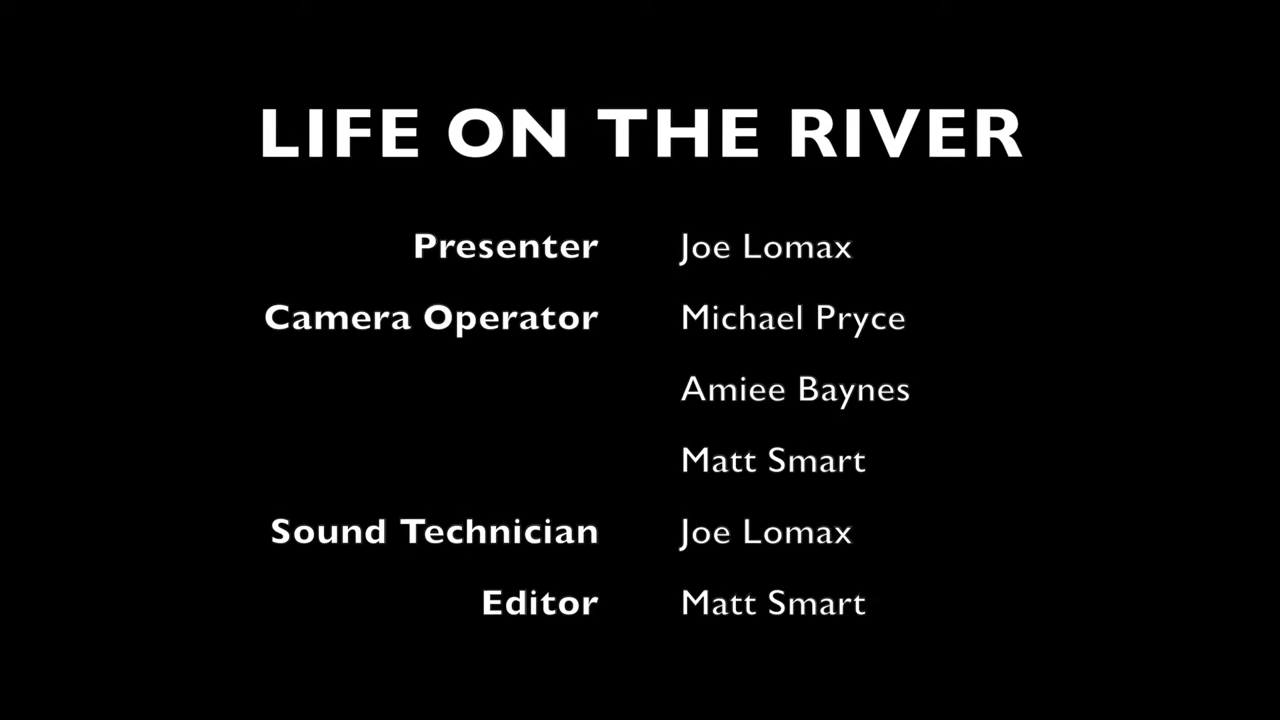 LIFE ON THE RIVER
Presenter Joe Lomax
Camera Operator Michael Pryce
Amiee Baynes
Matt Smart
Sound Technician Joe Lomax
Editor Matt Smart